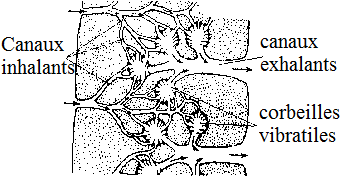 Canaux
inhalants
canaux
exhalants
corbeilles
vibratiles